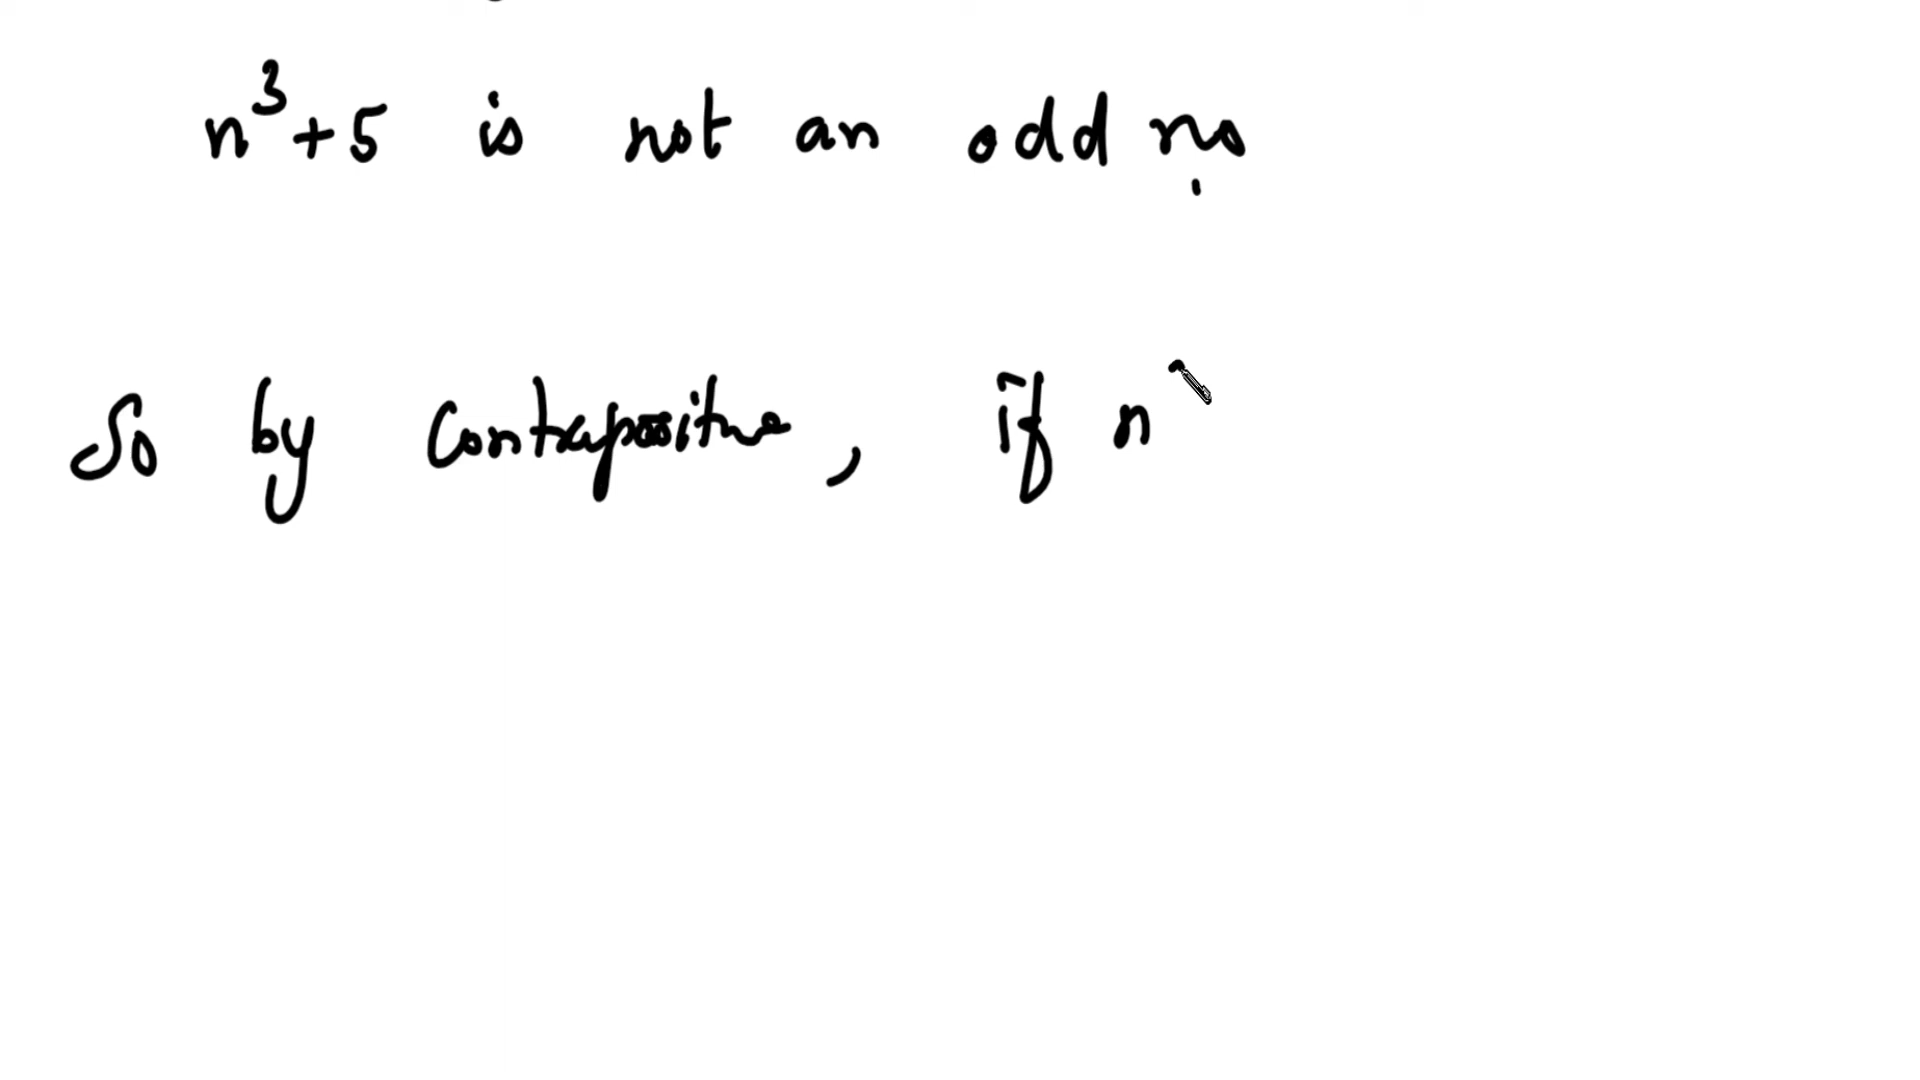 n³+5 is not an odd no.
So by contrapositive, if n